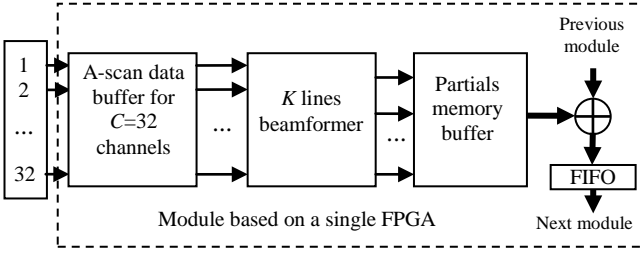 Previous
module
1
2
...
32
A-scan data
buffer for
C=32
channels
...
K lines
beamformer
...
Partials
memory
buffer
FIFO
Next module
Module based on a single FPGA